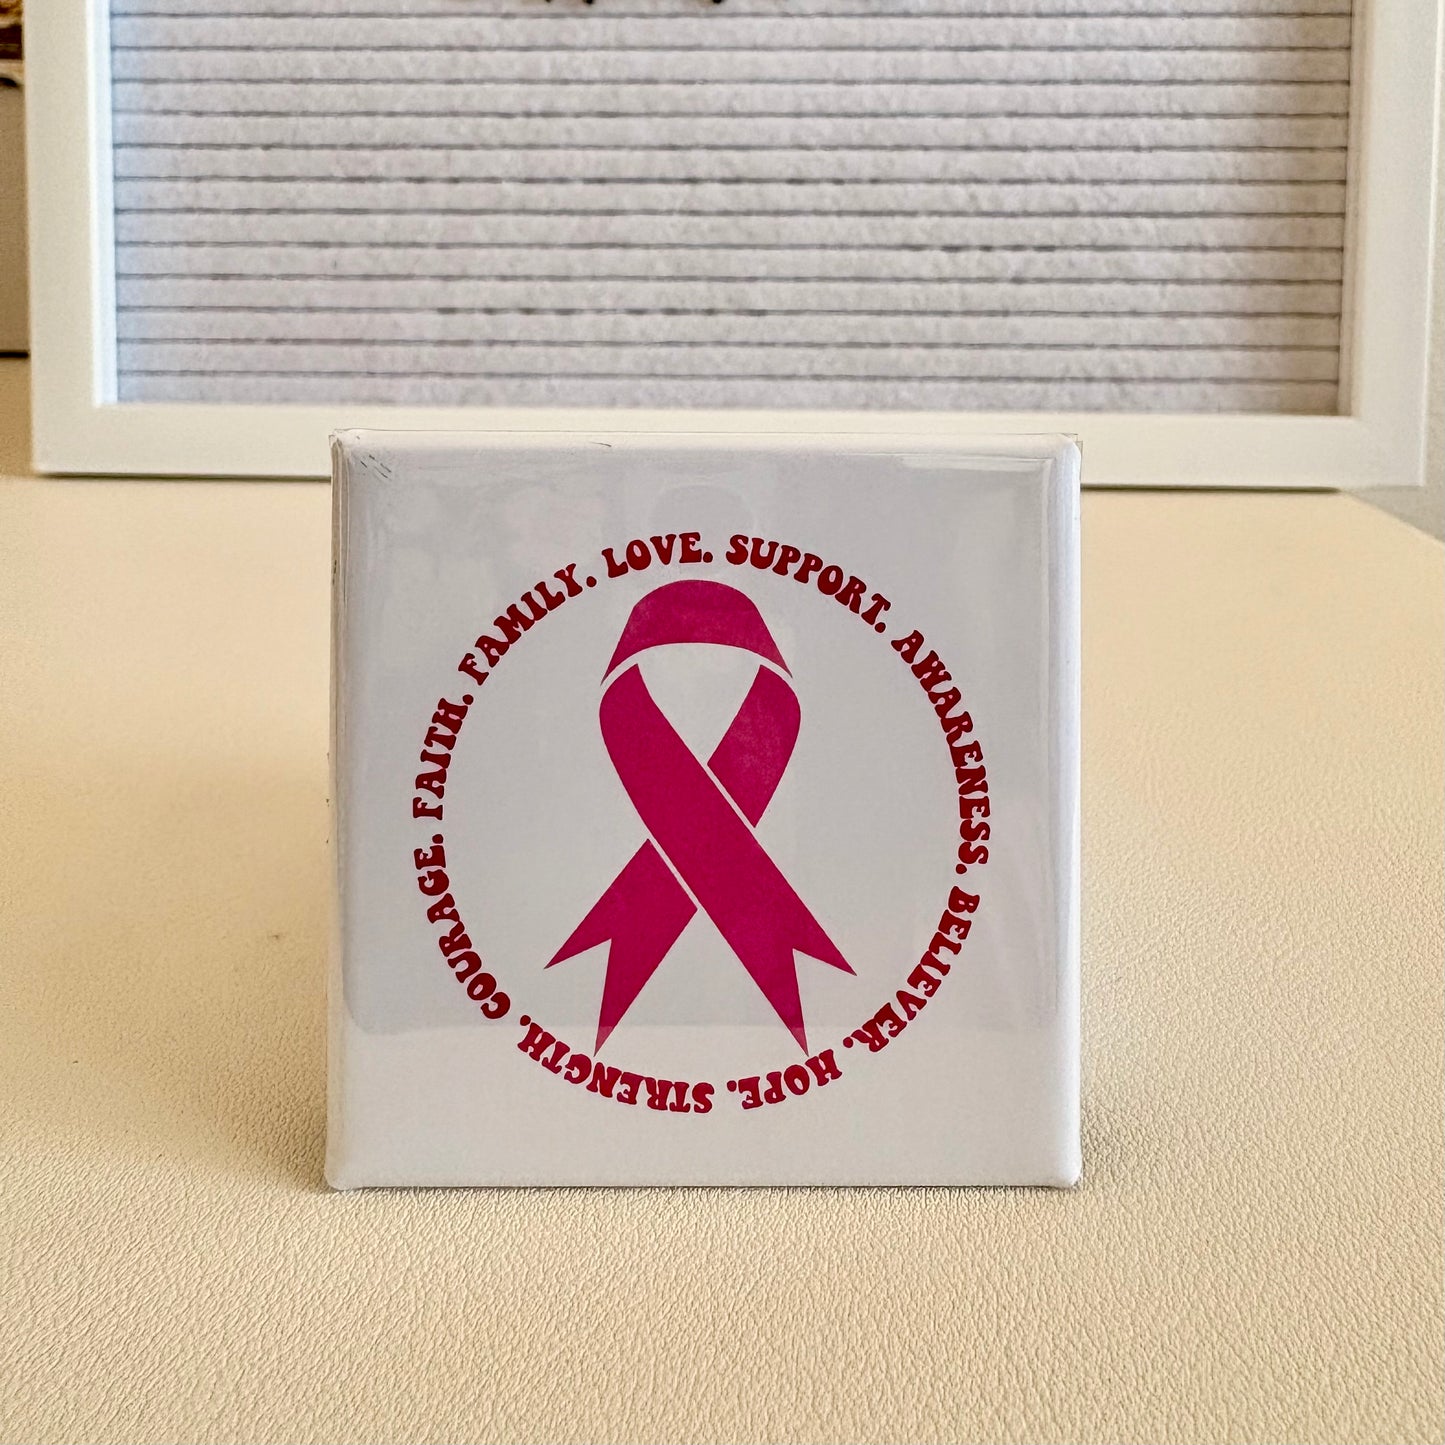 LOVE. SUPPORT. AWARENESS. BELIEVER. HOPE. STRENGTH. COURAGE. FAITH. FAMILY.